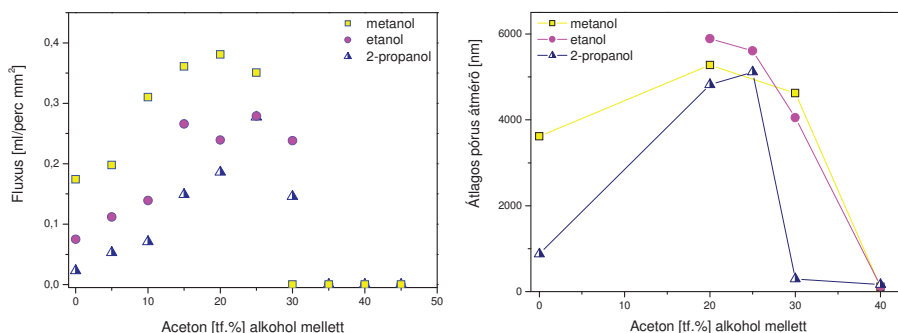 metanol
etanol
2-propanol
Fluxus [ml/perc mm²]
0,4
0,3
0,2
0,1
0,0
0 10 20 30 40 50
Aceton [tf.%] alkohol mellett
metanol
etanol
2-propanol
Átlagos pórus átmérő [nm]
6000
4000
2000
0
0 10 20 30 40
Aceton [tf.%] alkohol mellett